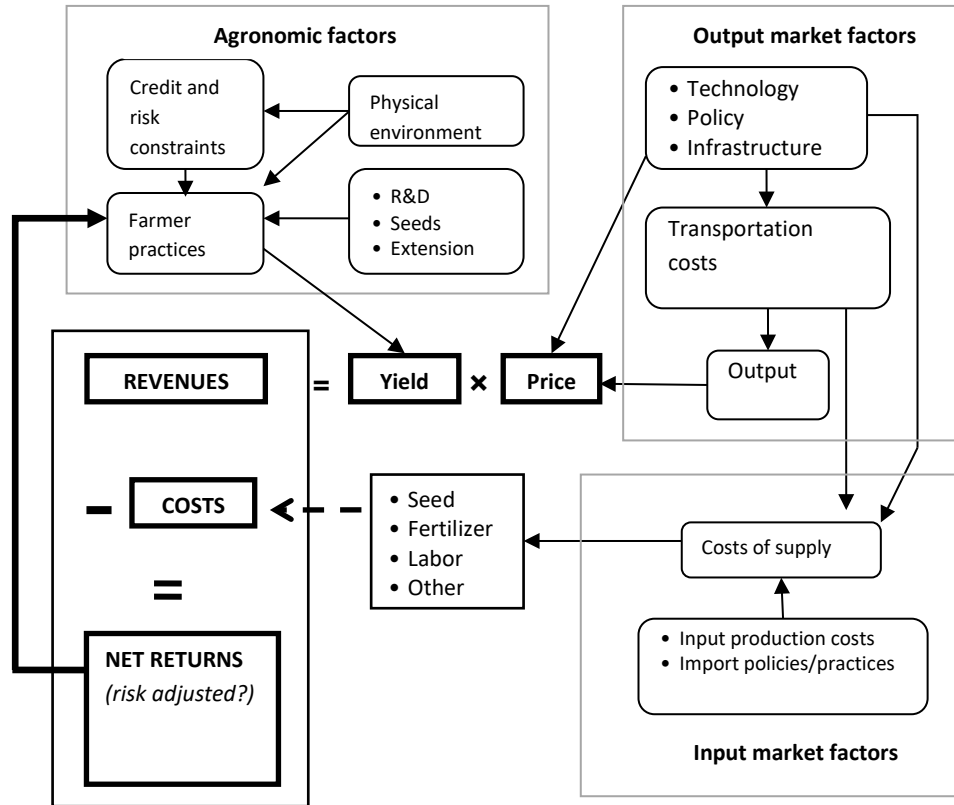 Agronomic factors
Credit and
risk
constraints
Physical
environment
Farmer
practices
• R&D
• Seeds
• Extension
Output market factors
• Technology
• Policy
• Infrastructure
Transportation
costs
Output
REVENUES
=
Yield
×
Price
–
COSTS
• Seed
• Fertilizer
• Labor
• Other
=
NET RETURNS
(risk adjusted?)
Costs of supply
• Input production costs
• Import policies/practices
Input market factors